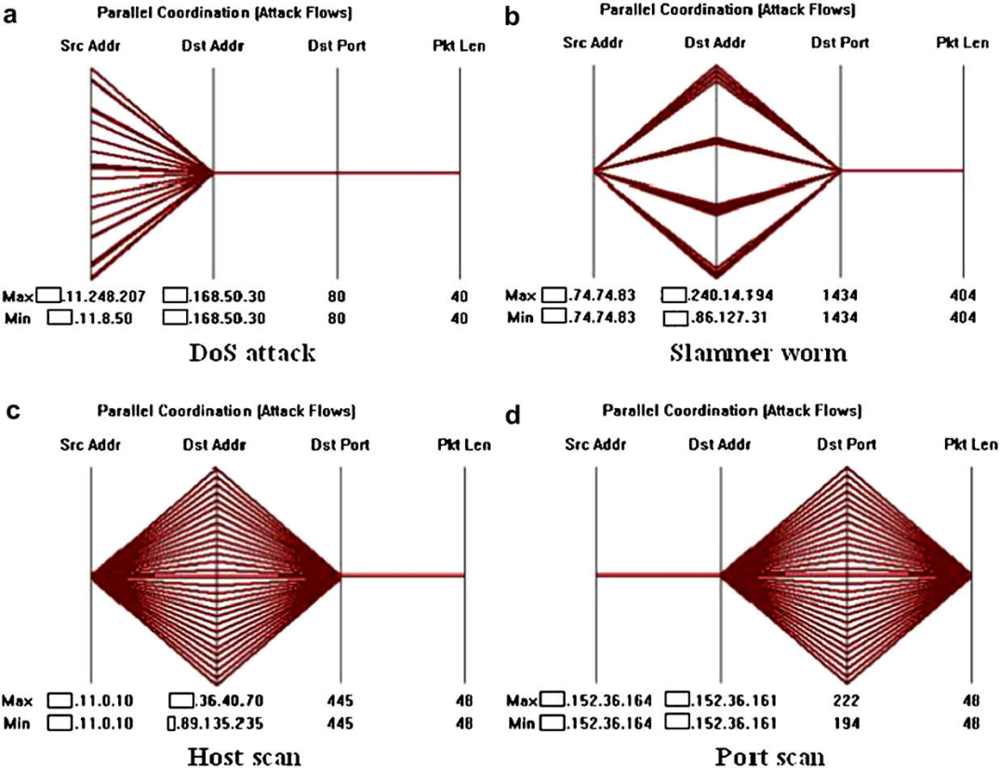 a
Parallel Coordination (Attack Flows)
Src Addr Dst Addr Dst Port Pkt Len
Max .11.248.207 .168.50.30 80 40
Min .11.8.50 .168.50.30 80 40
DoS attack
b
Parallel Coordination (Attack Flows)
Src Addr Dst Addr Dst Port Pkt Len
Max .74.74.83 .240.14.194 1434 404
Min .74.74.83 .86.127.31 1434 404
Slammer worm
c
Parallel Coordination (Attack Flows)
Src Addr Dst Addr Dst Port Pkt Len
Max .11.0.10 .36.40.70 445 48
Min .11.0.10 .89.135.235 445 48
Host scan
d
Parallel Coordination (Attack Flows)
Src Addr Dst Addr Dst Port Pkt Len
Max .152.36.164 .152.36.161 222 48
Min .152.36.164 .152.36.161 194 48
Port scan